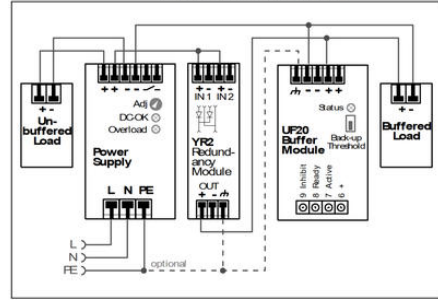 + -
Un-
buffered
Load
+ + - -
Adj
DC-OK
Overload
Power
Supply
L N PE
+ - + -
IN 1 IN 2
YR2
Redund-
ancy
Module
OUT
+ -
- - + +
Status
UF20
Buffer
Module
Back-up
Threshold
9 Inhibit
8 Ready
7 Active
6 +
+ -
Buffered
Load
L
N
PE
optional